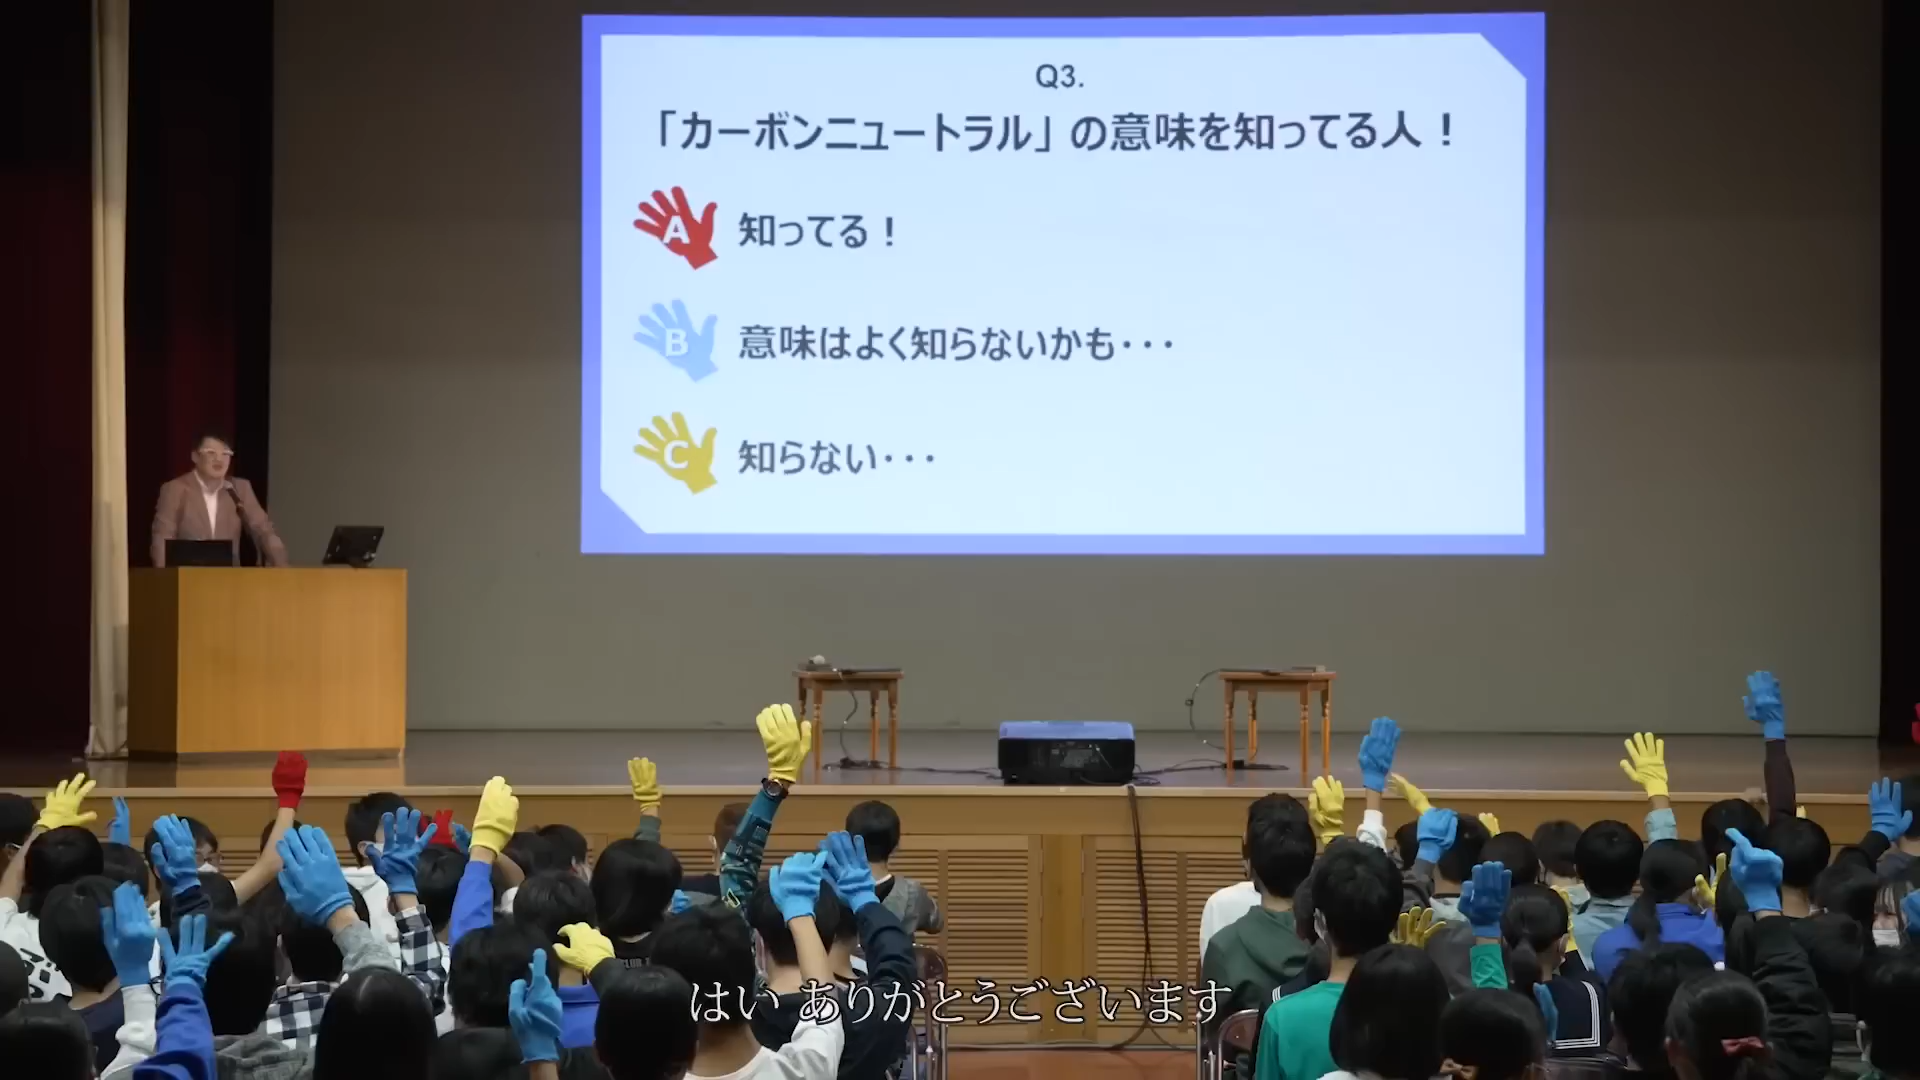 Q3.
「カーボンニュートラル」の意味を知ってる人！
A 知ってる！
B 意味はよく知らないかも･･･
C 知らない･･･
はい ありがとうございます